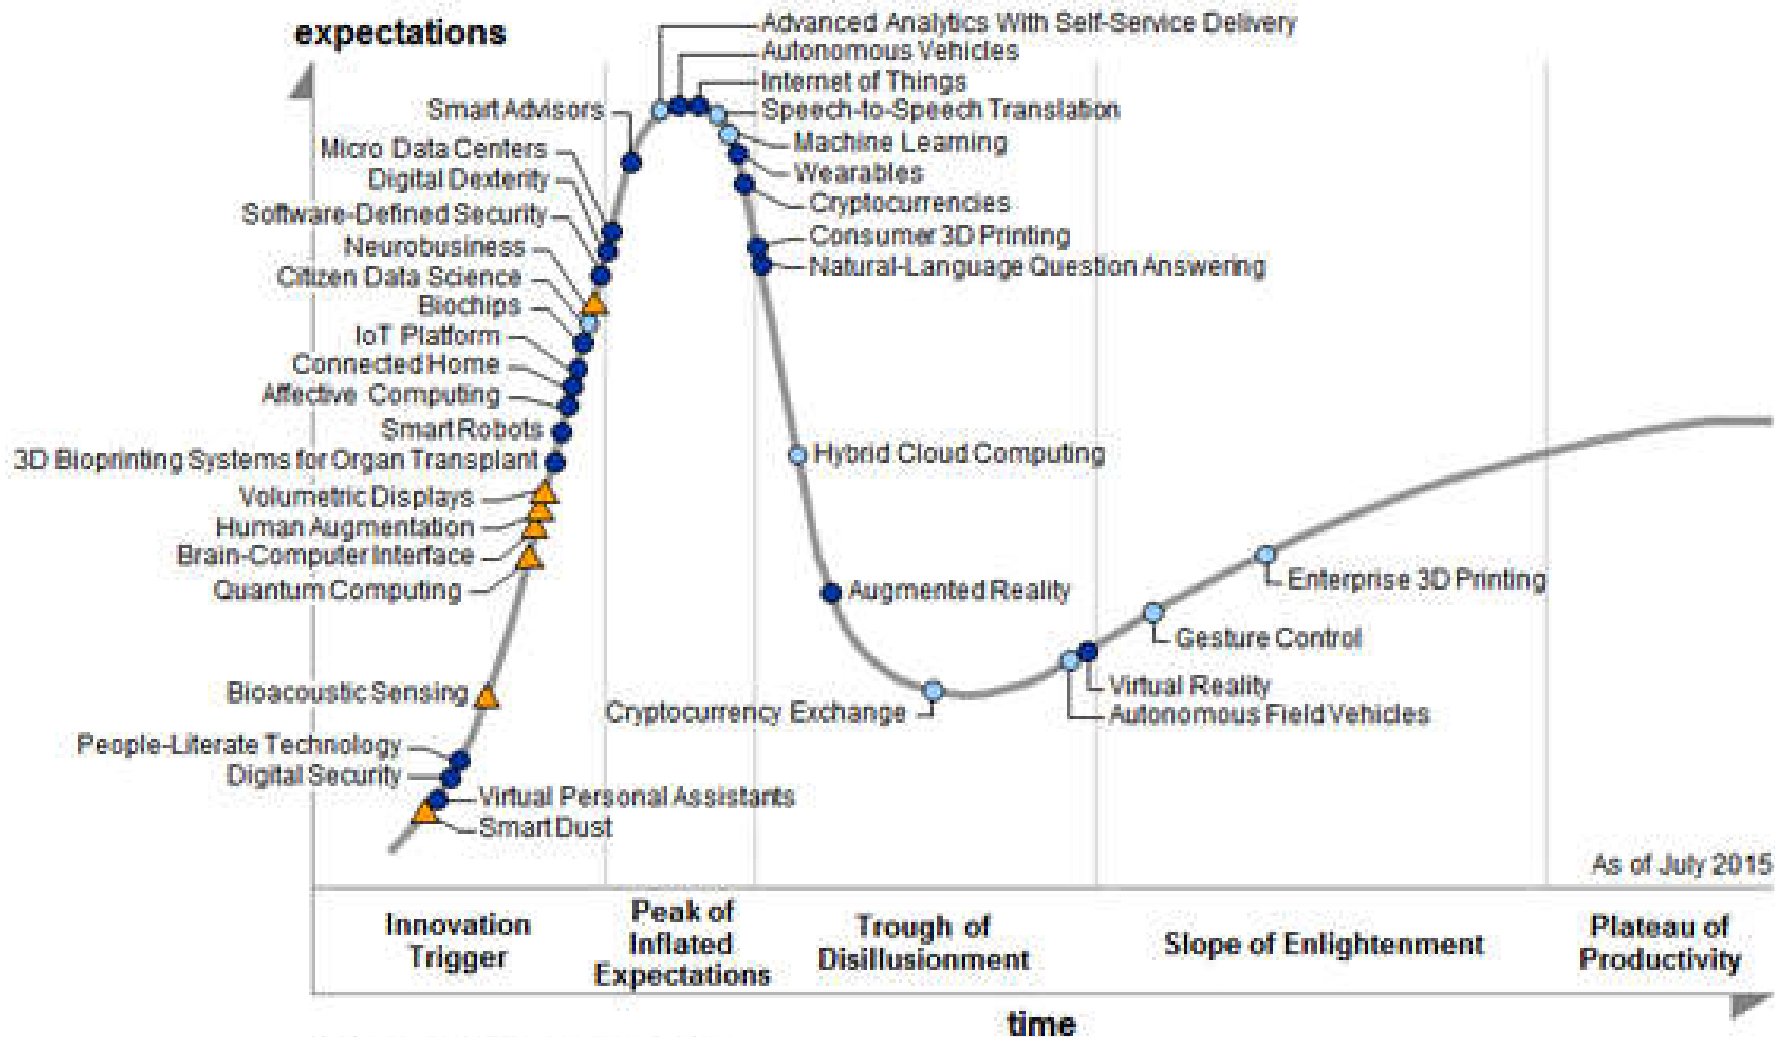 expectations
Advanced Analytics With Self-Service Delivery
Autonomous Vehicles
Internet of Things
Speech-to-Speech Translation
Machine Learning
Wearables
Cryptocurrencies
Consumer 3D Printing
Natural-Language Question Answering
Smart Advisors
Micro Data Centers
Digital Dexterity
Software-Defined Security
Neurobusiness
Citizen Data Science
Biochips
IoT Platform
Connected Home
Affective Computing
Smart Robots
3D Bioprinting Systems for Organ Transplant
Volumetric Displays
Human Augmentation
Brain-Computer Interface
Quantum Computing
Bioacoustic Sensing
People-Literate Technology
Digital Security
Virtual Personal Assistants
Smart Dust
Hybrid Cloud Computing
Augmented Reality
Cryptocurrency Exchange
Enterprise 3D Printing
Gesture Control
Virtual Reality
Autonomous Field Vehicles
As of July 2015
Innovation
Trigger
Peak of
Inflated
Expectations
Trough of
Disillusionment
Slope of Enlightenment
Plateau of
Productivity
time